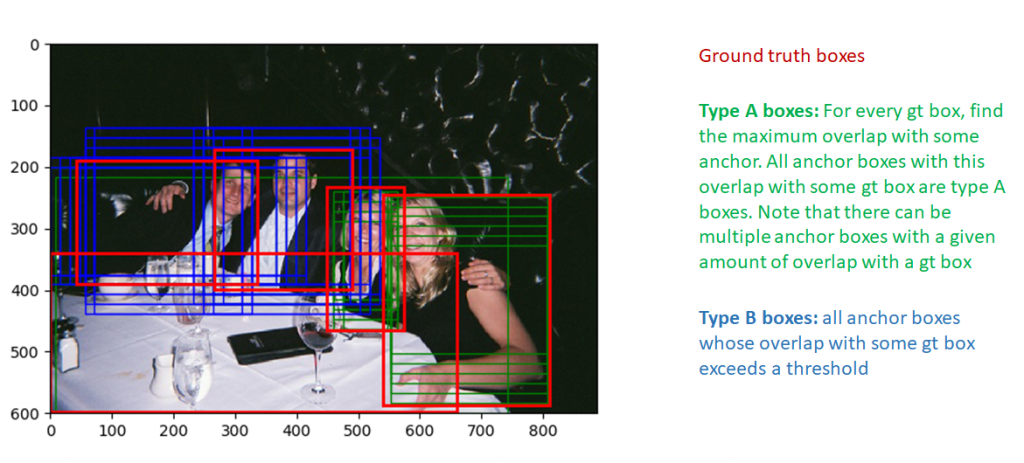 0
100
200
300
400
500
600
0 100 200 300 400 500 600 700 800
Ground truth boxes
Type A boxes: For every gt box, find
the maximum overlap with some
anchor. All anchor boxes with this
overlap with some gt box are type A
boxes. Note that there can be
multiple anchor boxes with a given
amount of overlap with a gt box
Type B boxes: all anchor boxes
whose overlap with some gt box
exceeds a threshold